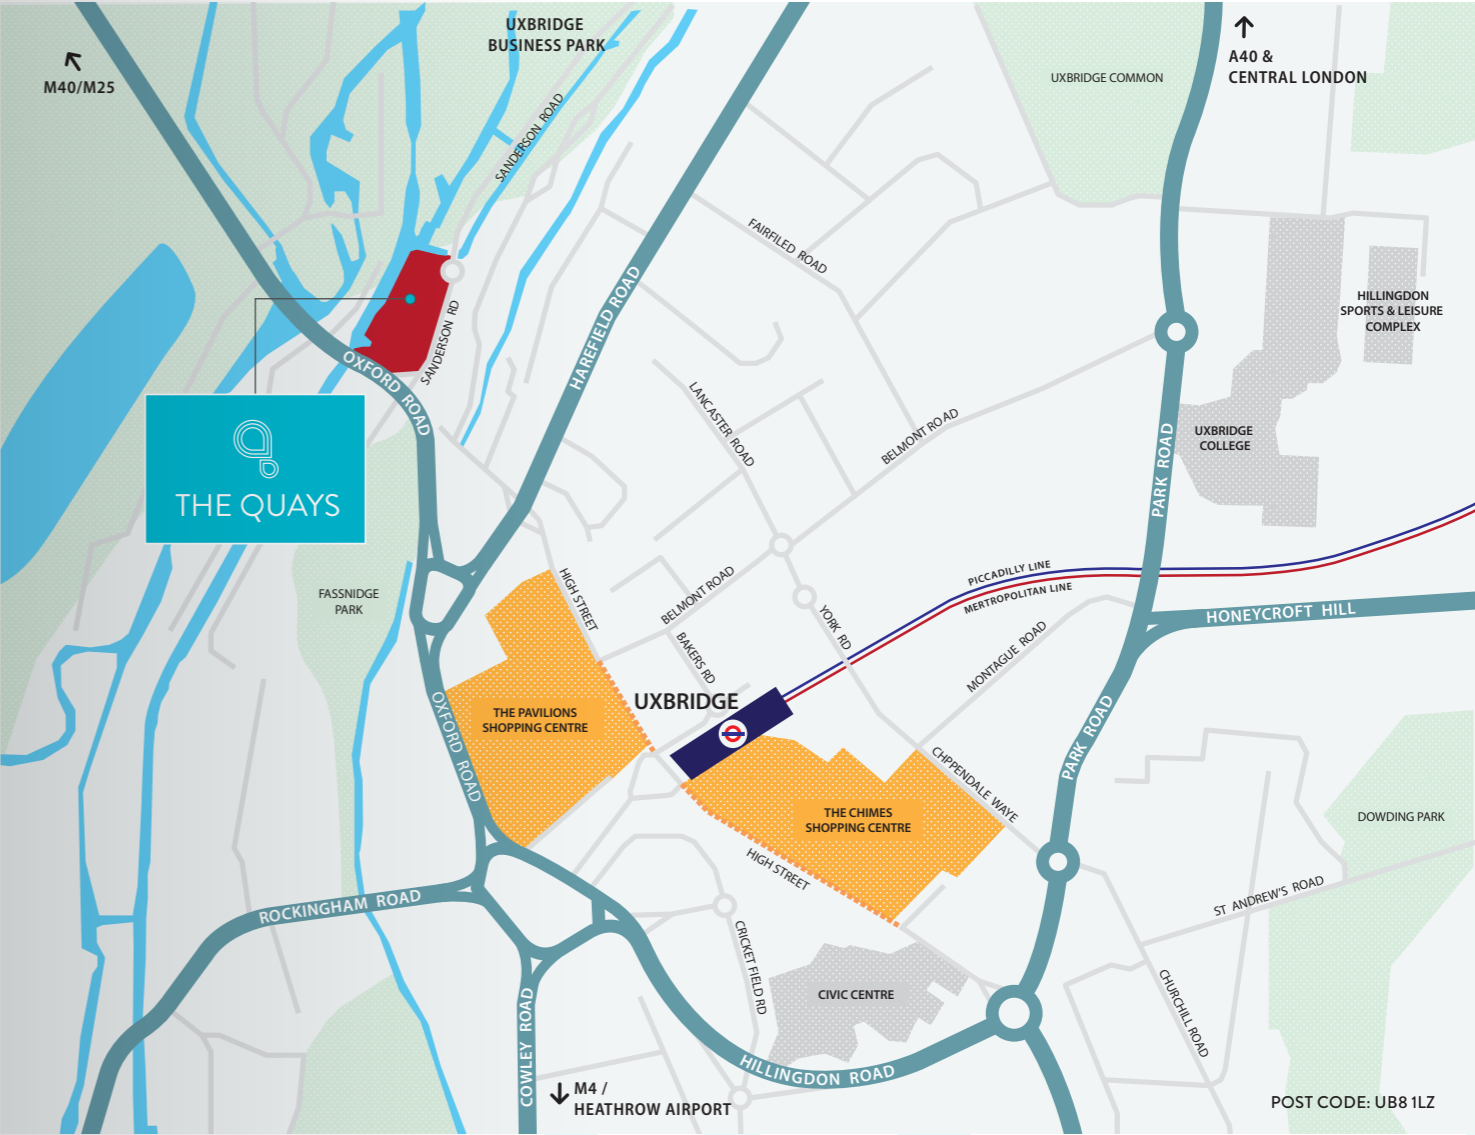 UXBRIDGE
BUSINESS PARK
M40/M25
A40 &
CENTRAL LONDON
UXBRIDGE COMMON
SANDERSON ROAD
FAIRFILED ROAD
HILLINGDON
SPORTS & LEISURE
COMPLEX
HAREFIELD ROAD
SANDERSON RD
OXFORD ROAD
LANCASTER ROAD
BELMONT ROAD
UXBRIDGE
COLLEGE
PARK ROAD
THE QUAYS
FASSNIDGE
PARK
HIGH STREET
BELMONT ROAD
BAKERS RD
YORK RD
PICCADILLY LINE
MERTROPOLITAN LINE
MONTAGUE ROAD
HONEYCROFT HILL
UXBRIDGE
THE PAVILIONS
SHOPPING CENTRE
OXFORD ROAD
PARK ROAD
CHPPENDALE WAYE
THE CHIMES
SHOPPING CENTRE
DOWDING PARK
HIGH STREET
ST ANDREW'S ROAD
ROCKINGHAM ROAD
CRICKET FIELD RD
CIVIC CENTRE
CHURCHILL ROAD
COWLEY ROAD
HILLINGDON ROAD
M4 /
HEATHROW AIRPORT
POST CODE: UB8 1LZ